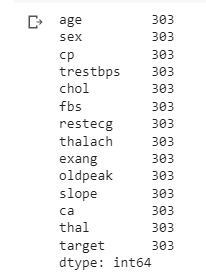 age 303
sex 303
cp 303
trestbps 303
chol 303
fbs 303
restecg 303
thalach 303
exang 303
oldpeak 303
slope 303
ca 303
thal 303
target 303
dtype: int64